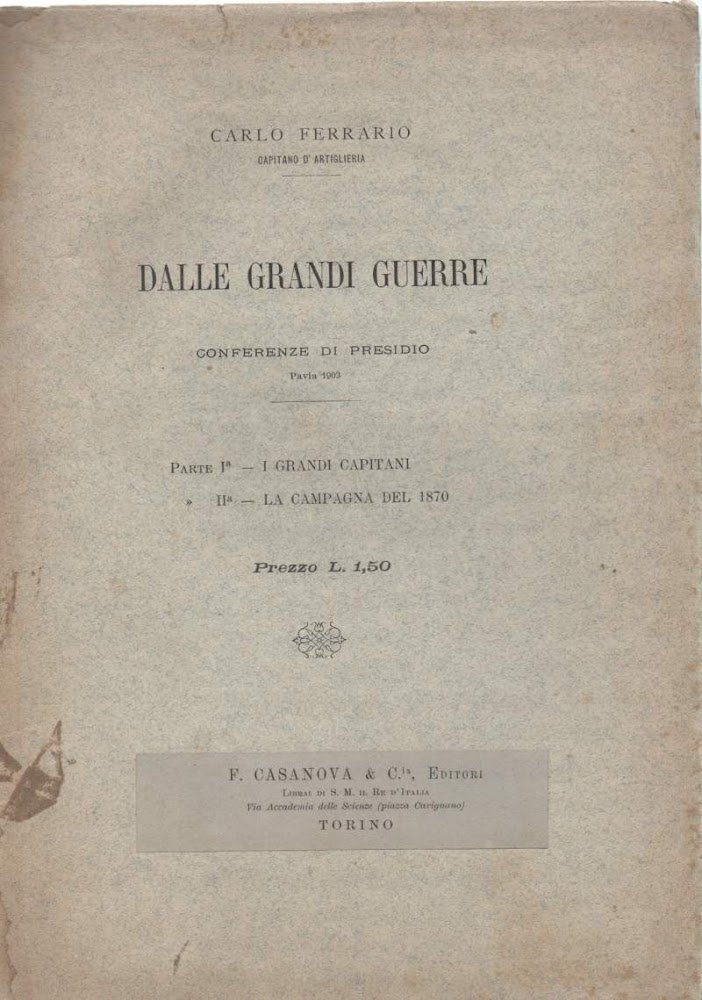 CARLO FERRARIO
CAPITANO D'ARTIGLIERIA
DALLE GRANDI GUERRE
CONFERENZE DI PRESIDIO
Pavia 1903
PARTE Iª — I GRANDI CAPITANI
» IIª — LA CAMPAGNA DEL 1870
Prezzo L. 1,50
F. CASANOVA & C.ia, EDITORI
LIBRAI DI S. M. IL RE D'ITALIA
Via Accademia delle Scienze (piazza Carignano)
TORINO